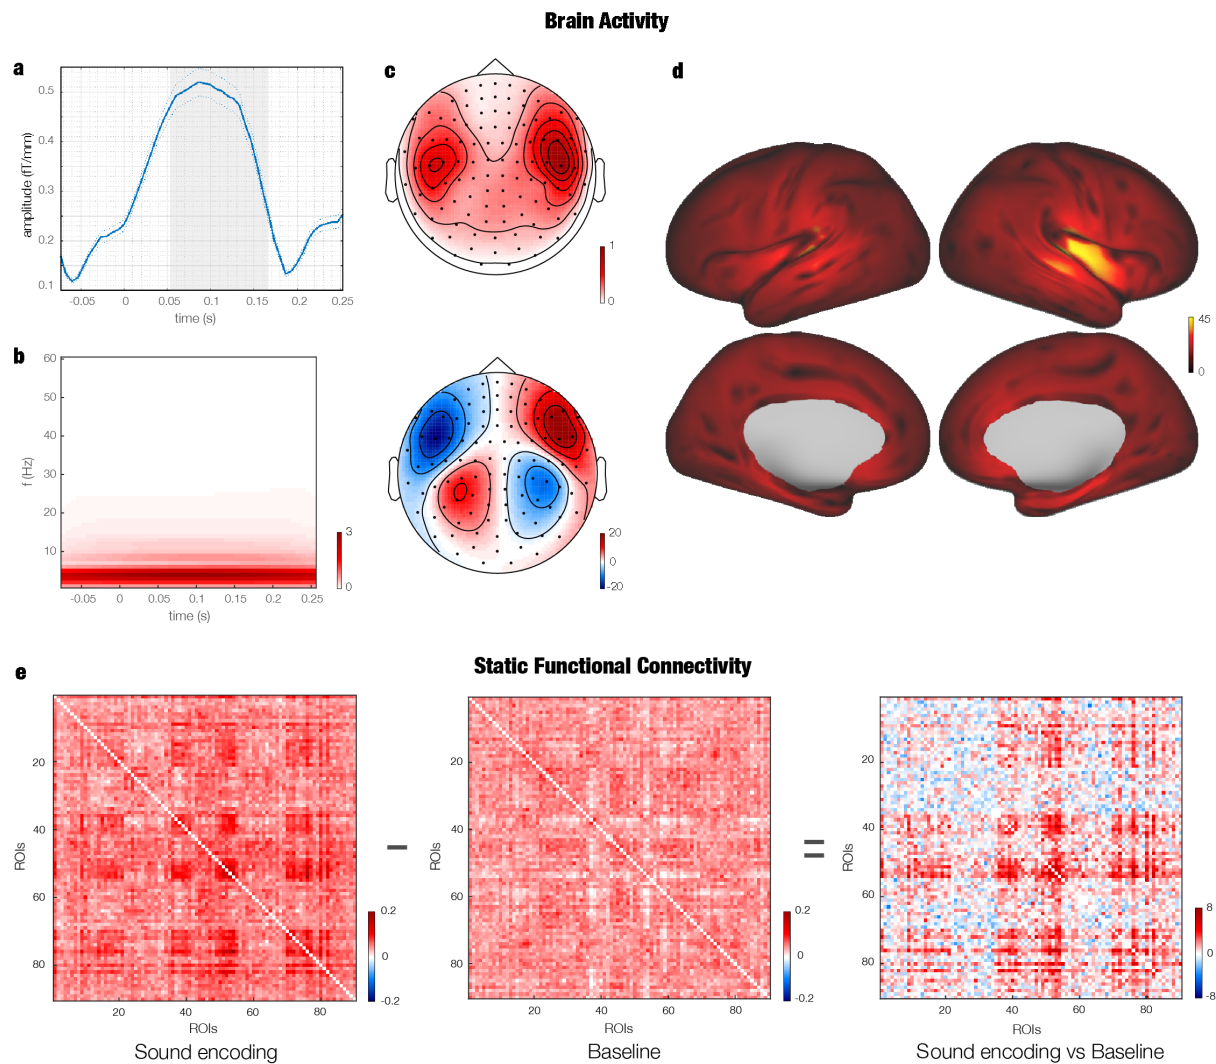 Brain Activity
a
amplitude (fT/mm)
0.5
0.4
0.3
0.2
0.1
-0.05 0 0.05 0.1 0.15 0.2 0.25
time (s)
b
f (Hz)
60
50
40
30
20
10
-0.05 0 0.05 0.1 0.15 0.2 0.25
time (s)
3
0
c
1
0
20
0
-20
d
45
0
Static Functional Connectivity
e
ROIs
20
40
60
80
20 40 60 80
ROIs
0.2
0
-0.2
Sound encoding
–
ROIs
20
40
60
80
20 40 60 80
ROIs
0.2
0
-0.2
Baseline
=
ROIs
20
40
60
80
20 40 60 80
ROIs
8
0
-8
Sound encoding vs Baseline